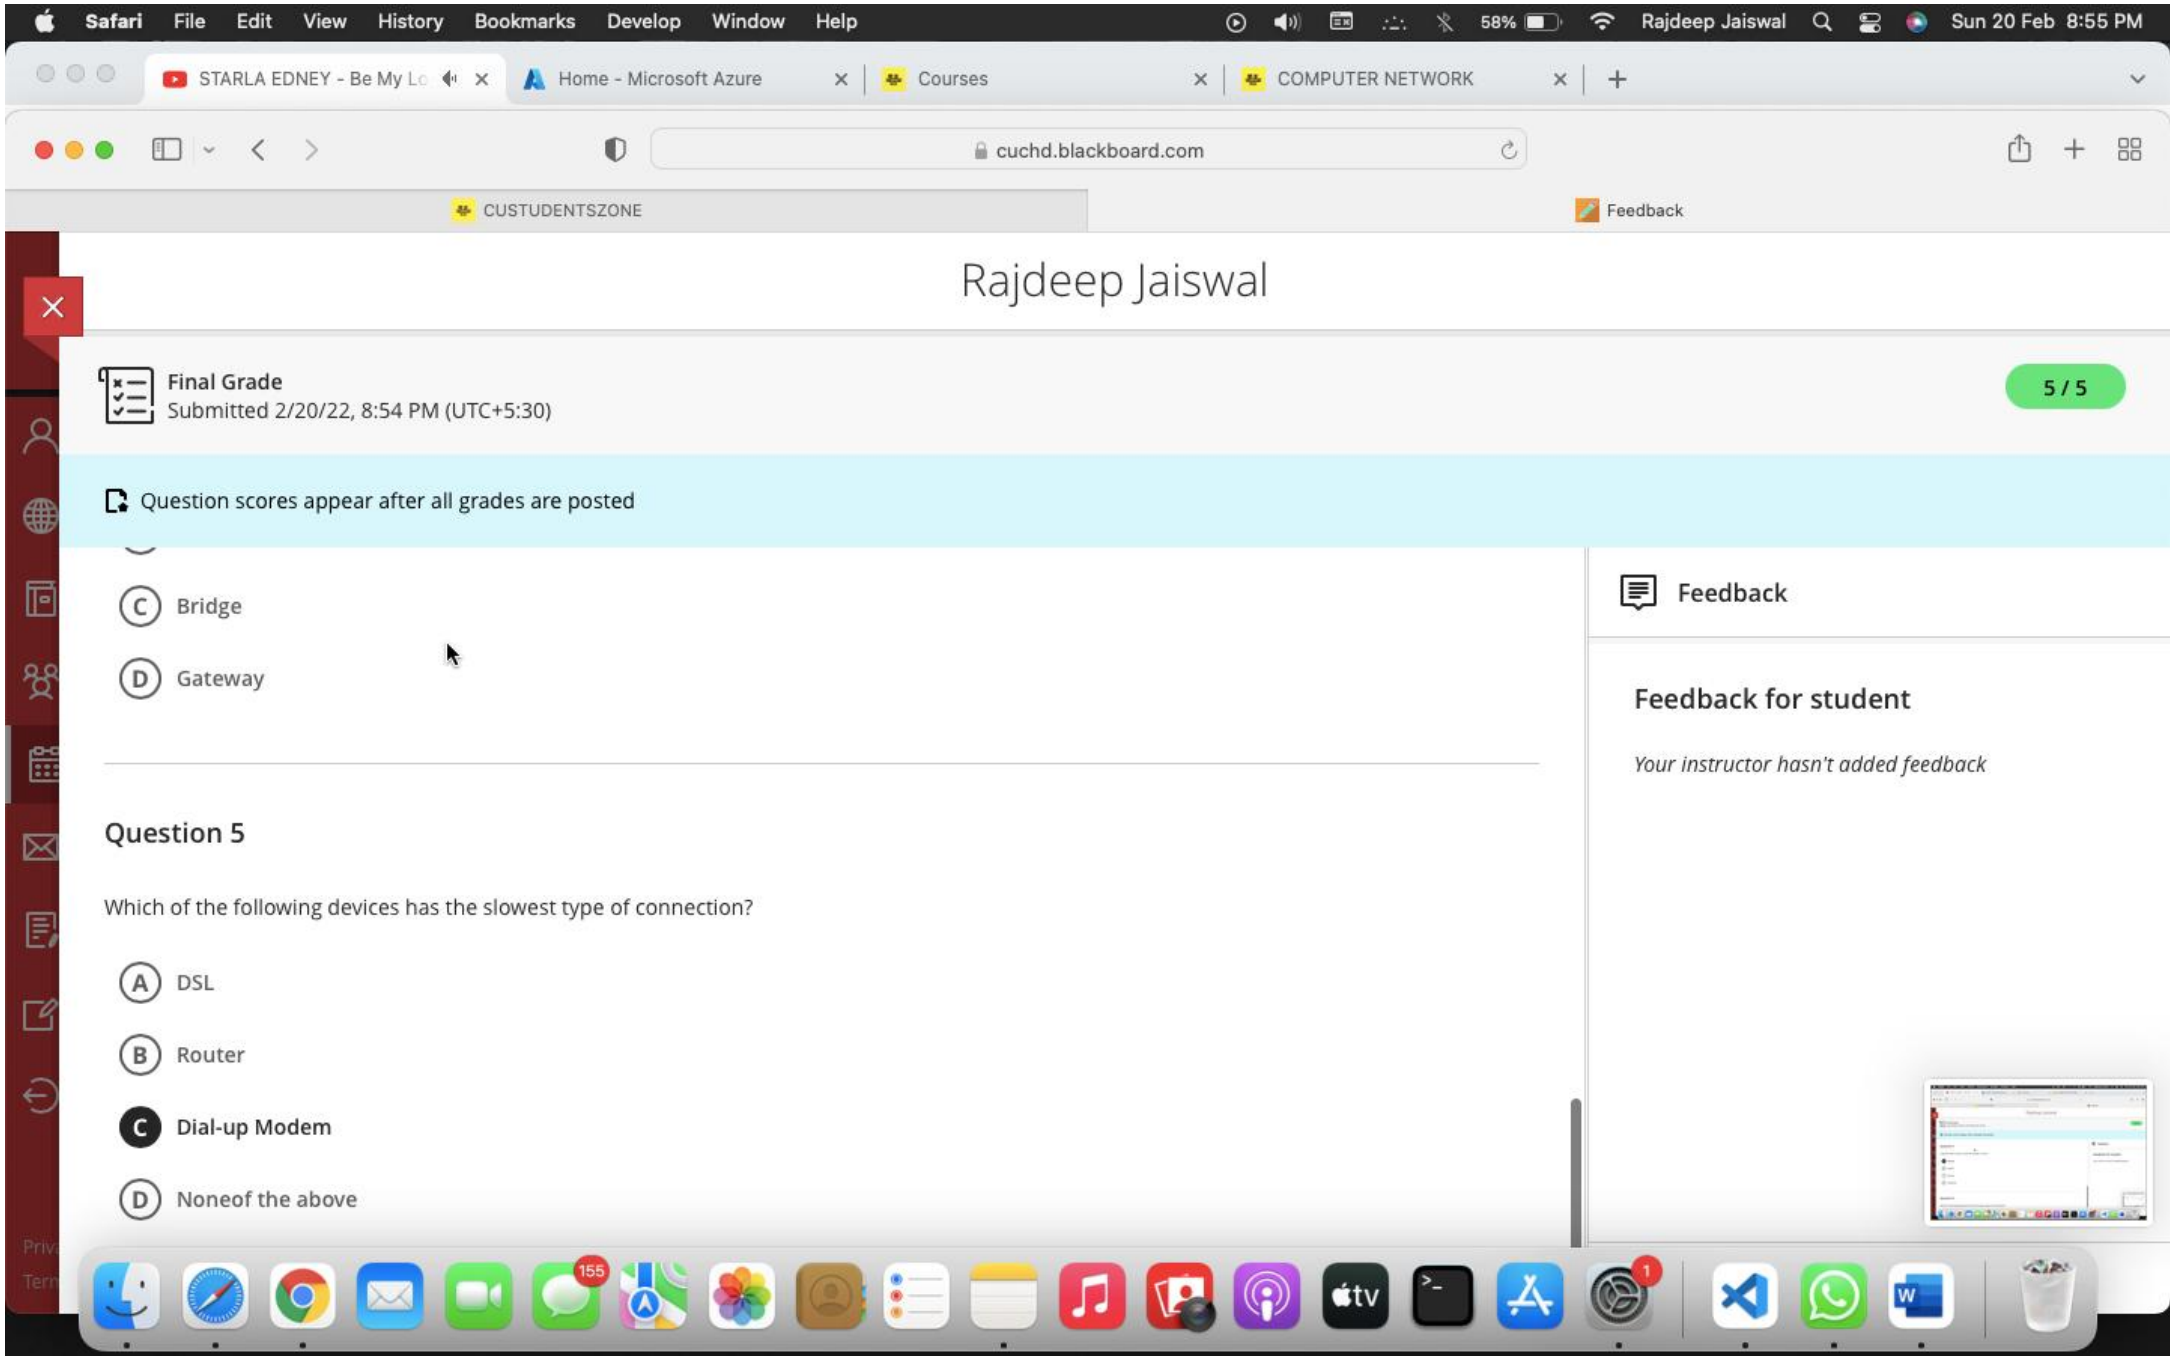 Safari File Edit View History Bookmarks Develop Window Help 58% Rajdeep Jaiswal Sun 20 Feb 8:55 PM
STARLA EDNEY - Be My Lo Home - Microsoft Azure Courses COMPUTER NETWORK
cuchd.blackboard.com
CUSTUDENTSZONE Feedback
Rajdeep Jaiswal
Final Grade
Submitted 2/20/22, 8:54 PM (UTC+5:30)
5 / 5
Question scores appear after all grades are posted
C Bridge
D Gateway
Question 5
Which of the following devices has the slowest type of connection?
A DSL
B Router
C Dial-up Modem
D Noneof the above
Feedback
Feedback for student
Your instructor hasn't added feedback
Priv
Tern
155
tv
>_
1
W